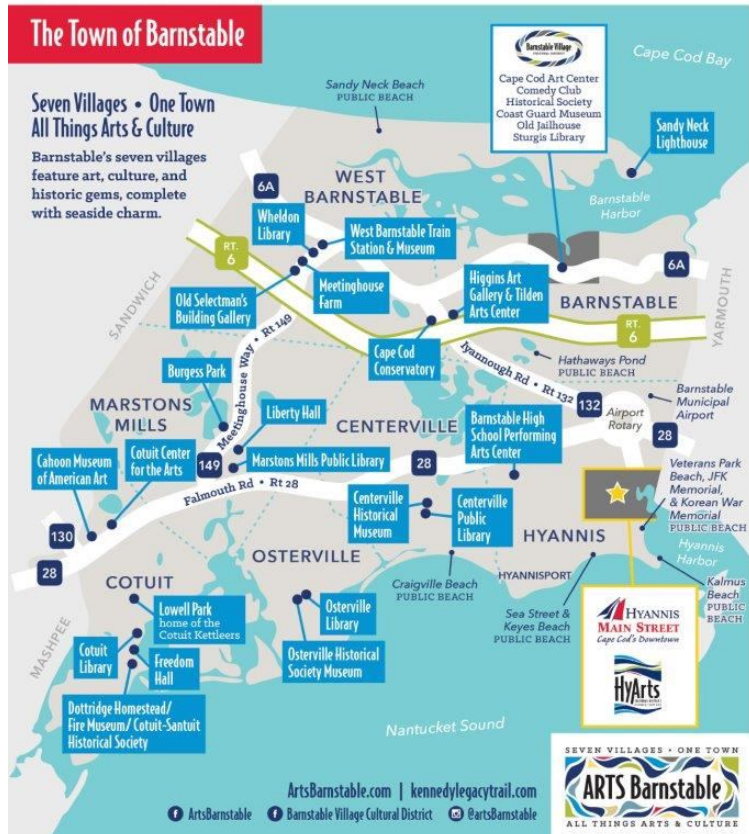 The Town of Barnstable
Seven Villages • One Town
All Things Arts & Culture
Barnstable's seven villages
feature art, culture, and
historic gems, complete
with seaside charm.
Cape Cod Bay
Sandy Neck Beach
PUBLIC BEACH
Barnstable Village
Cape Cod Art Center
Comedy Club
Historical Society
Coast Guard Museum
Old Jailhouse
Sturgis Library
Sandy Neck
Lighthouse
Barnstable
Harbor
6A
WEST
BARNSTABLE
Wheldon
Library
West Barnstable Train
Station & Museum
RT.
6
Meetinghouse
Farm
Old Selectman's
Building Gallery
SANDWICH
Higgins Art
Gallery & Tilden
Arts Center
6A
BARNSTABLE
YARMOUTH
RT.
6
Cape Cod
Conservatory
Iyannough Rd • Rt 132
Hathaways Pond
PUBLIC BEACH
Meetinghouse Way • Rt 149
Burgess Park
MARSTONS
MILLS
Liberty Hall
CENTERVILLE
Barnstable High
School Performing
Arts Center
132
Airport
Rotary
Barnstable
Municipal
Airport
28
Cahoon Museum
of American Art
Cotuit Center
for the Arts
149
Marstons Mills Public Library
28
Falmouth Rd • Rt 28
Veterans Park
Beach, JFK
Memorial,
& Korean War
Memorial
PUBLIC BEACH
Centerville
Historical
Museum
Centerville
Public
Library
130
28
HYANNIS
OSTERVILLE
HYANNISPORT
Hyannis
Harbor
Craigville Beach
PUBLIC BEACH
Sea Street &
Keyes Beach
PUBLIC BEACH
Kalmus
Beach
PUBLIC
BEACH
COTUIT
MASHPEE
Lowell Park
home of the
Cotuit Kettleers
Osterville
Library
Cotuit
Library
Freedom
Hall
Osterville Historical
Society Museum
Dottridge Homestead/
Fire Museum/ Cotuit-Santuit
Historical Society
HYANNIS
MAIN STREET
Cape Cod's Downtown
HyArts
Nantucket Sound
ArtsBarnstable.com | kennedylegacytrail.com
ArtsBarnstable
Barnstable Village Cultural District
@artsBarnstable
SEVEN VILLAGES • ONE TOWN
ARTS Barnstable
ALL THINGS ARTS & CULTURE